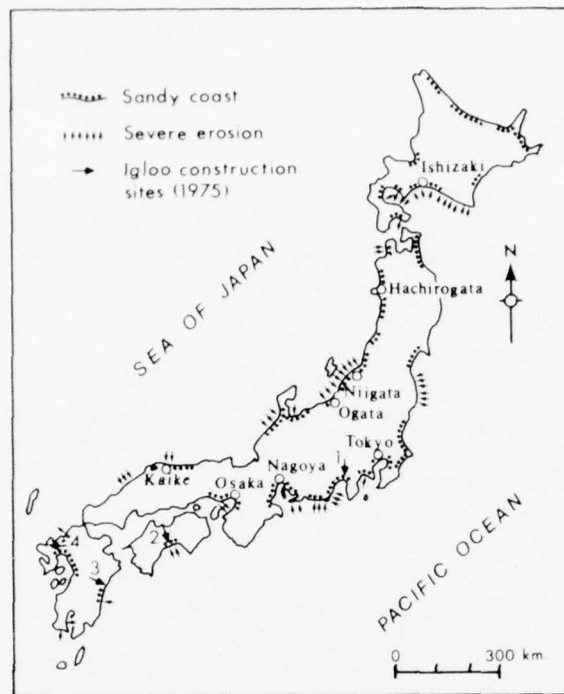 Sandy coast
Severe erosion
Igloo construction
sites (1975)
Ishizaki
N
Hachirogata
SEA OF JAPAN
Niigata
Ogata
Tokyo
1
Nagoya
Kaike
Osaka
2
4
3
PACIFIC OCEAN
0 300 km.